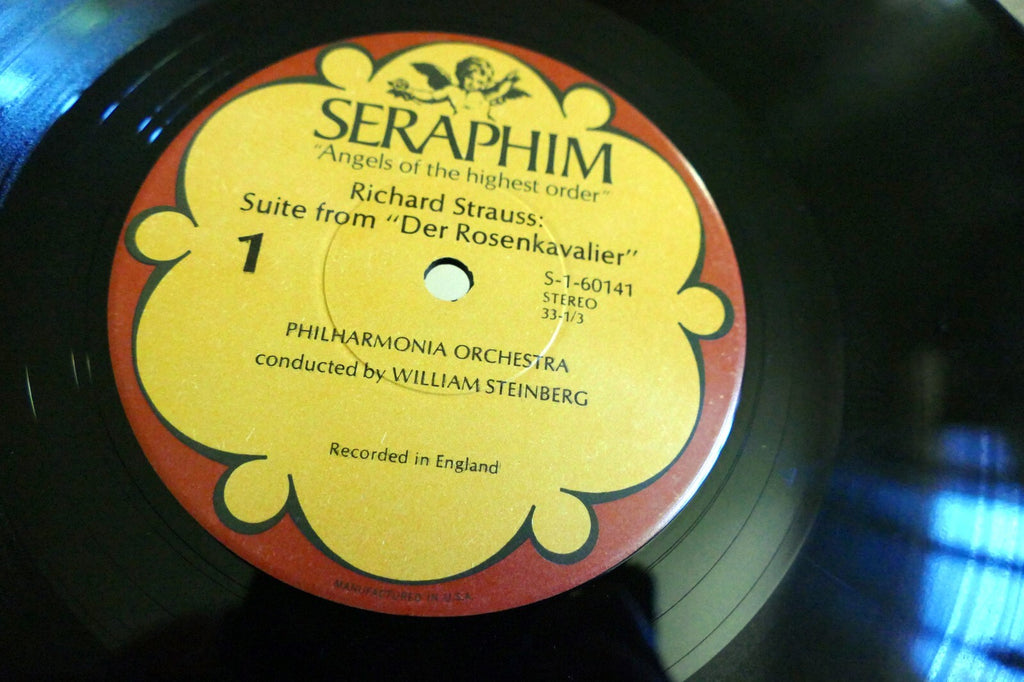 SERAPHIM
"Angels of the highest order"
Richard Strauss:
Suite from "Der Rosenkavalier"
1
S-1-60141
STEREO
33-1/3
PHILHARMONIA ORCHESTRA
conducted by WILLIAM STEINBERG
Recorded in England
MANUFACTURED IN U.S.A.